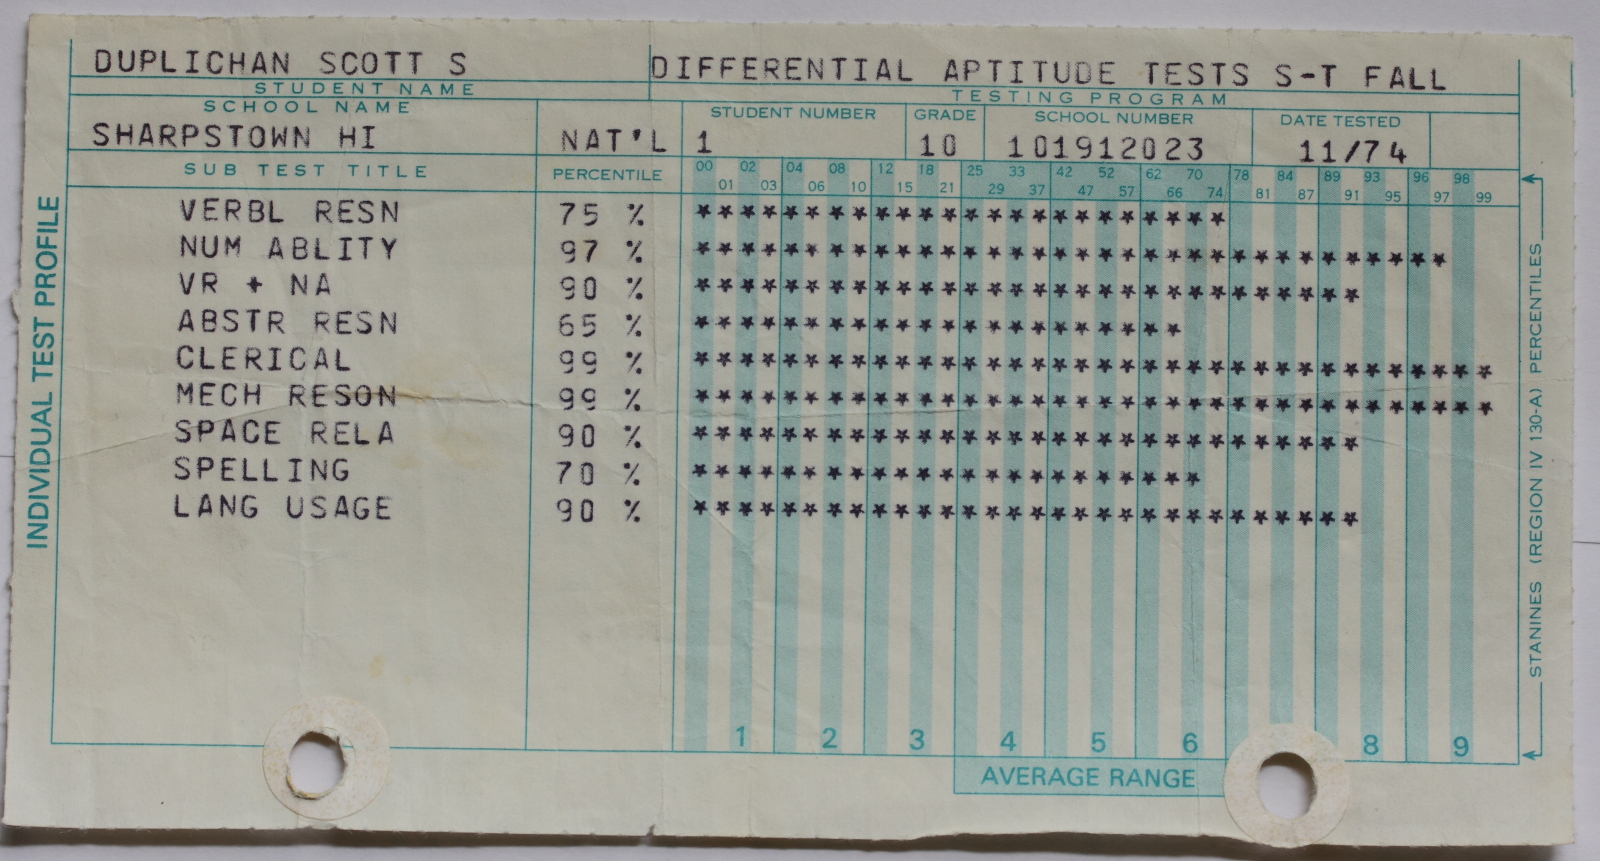 DUPLICHAN SCOTT S DIFFERENTIAL APTITUDE TESTS S-T FALL
STUDENT NAME TESTING PROGRAM
SCHOOL NAME STUDENT NUMBER GRADE SCHOOL NUMBER DATE TESTED
SHARPSTOWN HI NAT'L 1 10 101912023 11/74
SUB TEST TITLE PERCENTILE
00 02 04 08 12 18 25 33 42 52 62 70 78 84 89 93 96 98
01 03 06 10 15 21 29 37 47 57 66 74 81 87 91 95 97 99
VERBL RESN 75 % ************************
NUM ABLITY 97 % **********************************
VR + NA 90 % ******************************
ABSTR RESN 65 % **********************
CLERICAL 99 % ************************************
MECH RESON 99 % ************************************
SPACE RELA 90 % ******************************
SPELLING 70 % ***********************
LANG USAGE 90 % ******************************
1 2 3 4 5 6 8 9
AVERAGE RANGE
INDIVIDUAL TEST PROFILE
STANINES (REGION IV 130-A) PERCENTILES